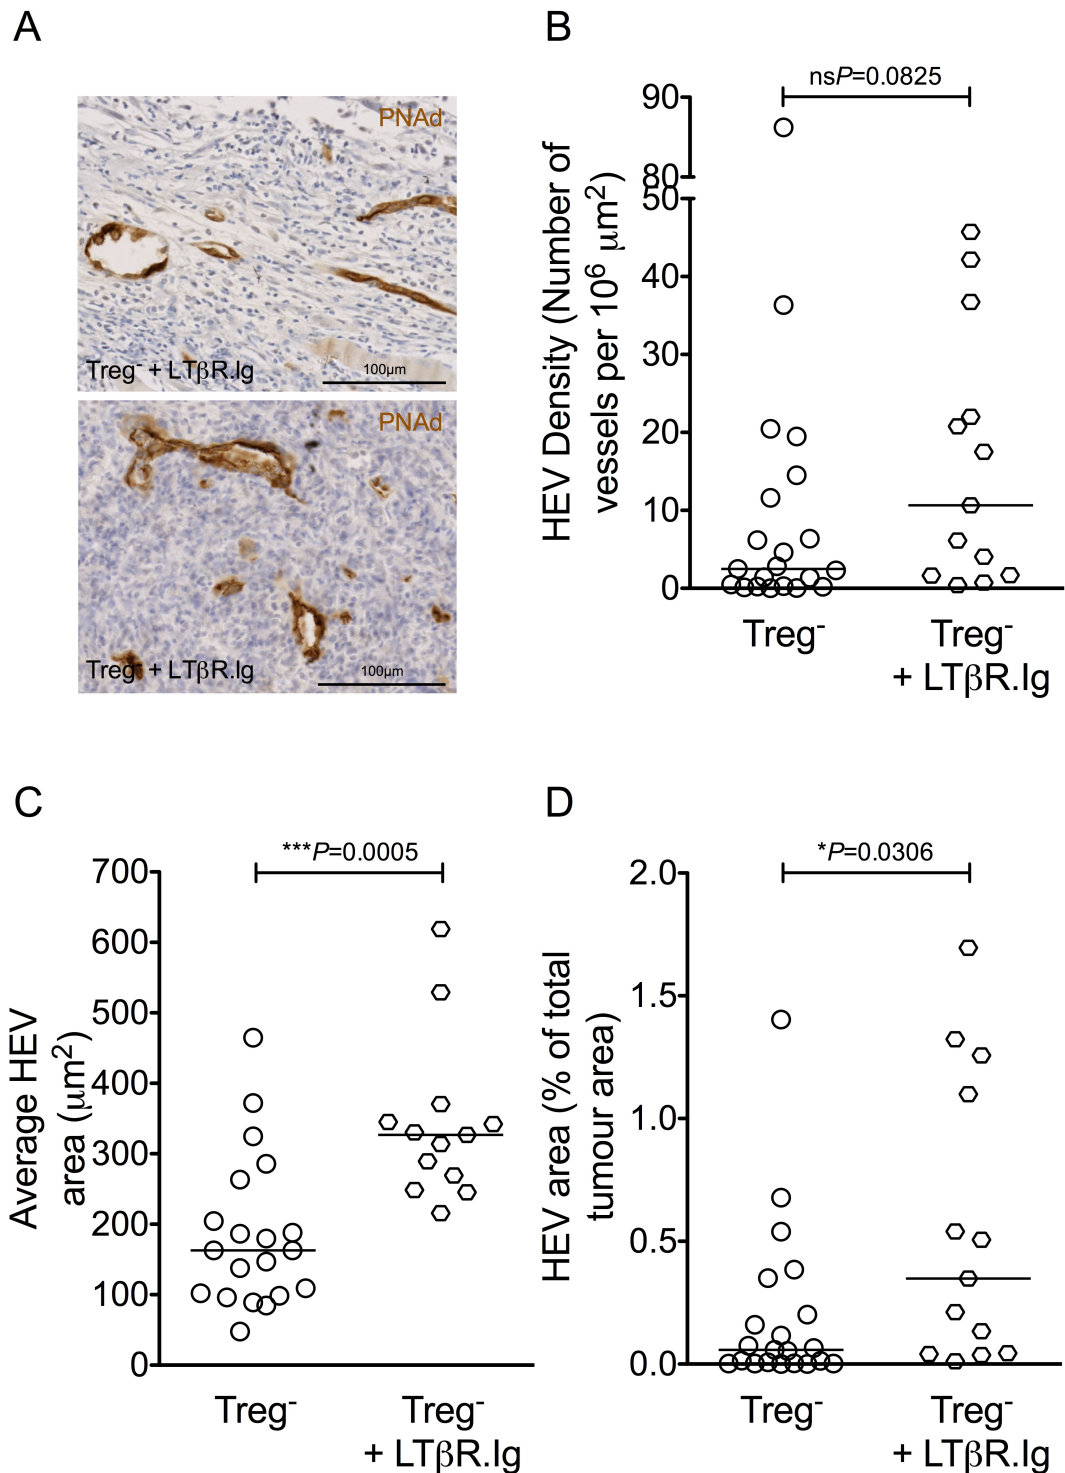 A
PNAd
Treg- + LTβR.Ig
100µm
PNAd
Treg- + LTβR.Ig
100µm
B
nsP=0.0825
HEV Density (Number of
vessels per 10⁶ µm²)
90
80
50
50
40
30
20
10
0
Treg⁻
Treg⁻
+ LTβR.Ig
C
***P=0.0005
Average HEV
area (µm²)
700
600
500
400
300
200
100
0
Treg⁻
Treg⁻
+ LTβR.Ig
D
*P=0.0306
HEV area (% of total
tumour area)
2.0
1.5
1.0
0.5
0.0
Treg⁻
Treg⁻
+ LTβR.Ig